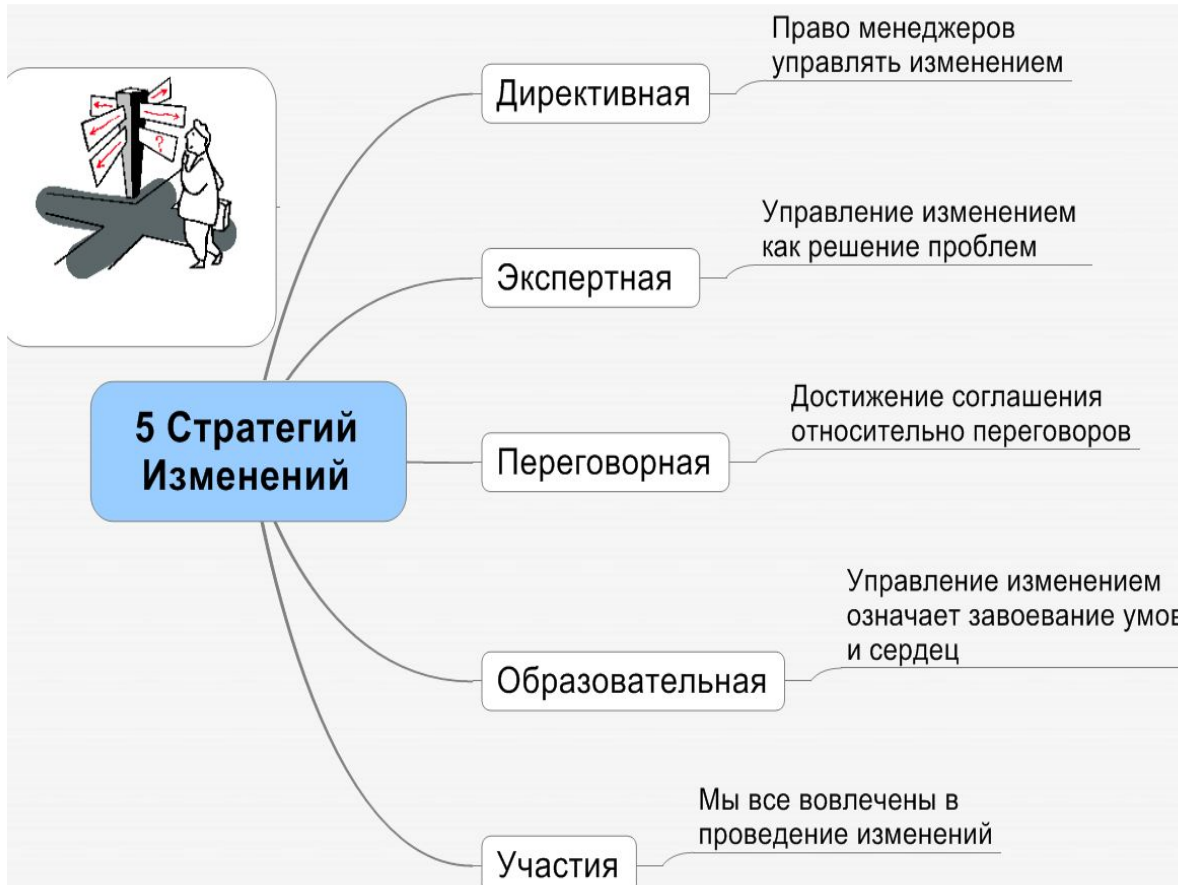 Право менеджеров
управлять изменением
Директивная
Управление изменением
как решение проблем
Экспертная
?
5 Стратегий
Изменений
Достижение соглашения
относительно переговоров
Переговорная
Управление изменением
означает завоевание умов
и сердец
Образовательная
Мы все вовлечены в
проведение изменений
Участия